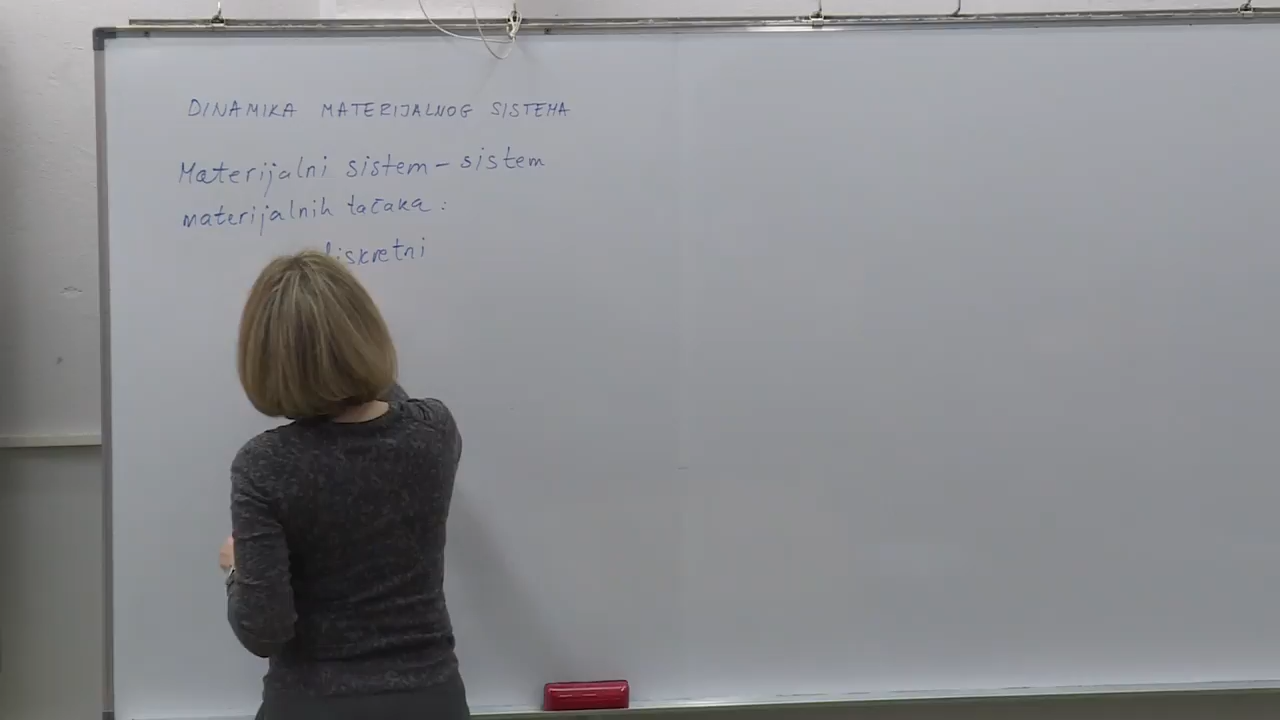 DINAMIKA MATERIJALNOG SISTEMA
Materijalni sistem – sistem
materijalnih tačaka :
diskretni